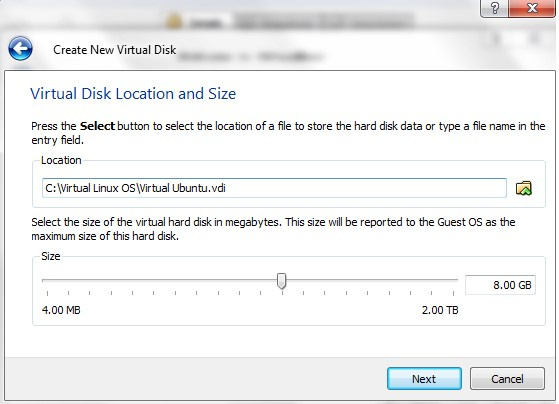 Create New Virtual Disk
Virtual Disk Location and Size
Press the Select button to select the location of a file to store the hard disk data or type a file name in the
entry field.
Location
C:\Virtual Linux OS\Virtual Ubuntu.vdi
Select the size of the virtual hard disk in megabytes. This size will be reported to the Guest OS as the
maximum size of this hard disk.
Size
8.00 GB
4.00 MB 2.00 TB
Next Cancel